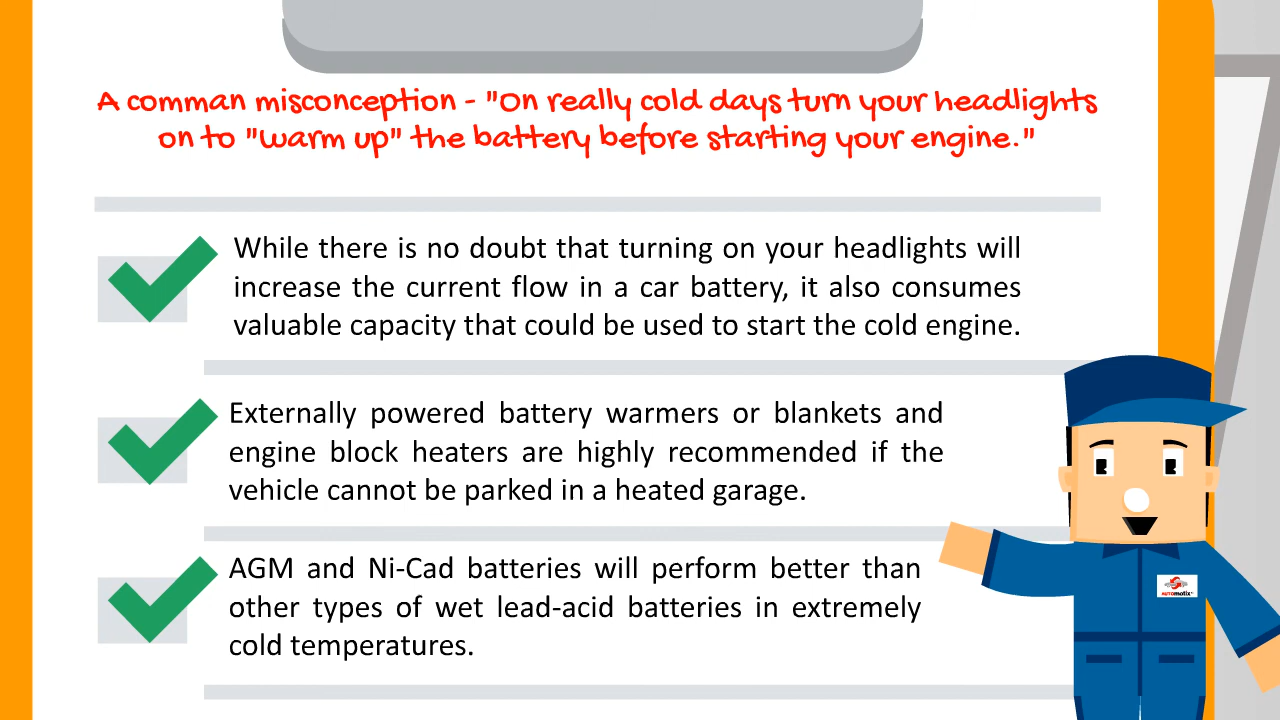 A comman misconception - "On really cold days turn your headlights
on to "warm up" the battery before starting your engine."
While there is no doubt that turning on your headlights will
increase the current flow in a car battery, it also consumes
valuable capacity that could be used to start the cold engine.
Externally powered battery warmers or blankets and
engine block heaters are highly recommended if the
vehicle cannot be parked in a heated garage.
AGM and Ni-Cad batteries will perform better than
other types of wet lead-acid batteries in extremely
cold temperatures.
AUTOmotix